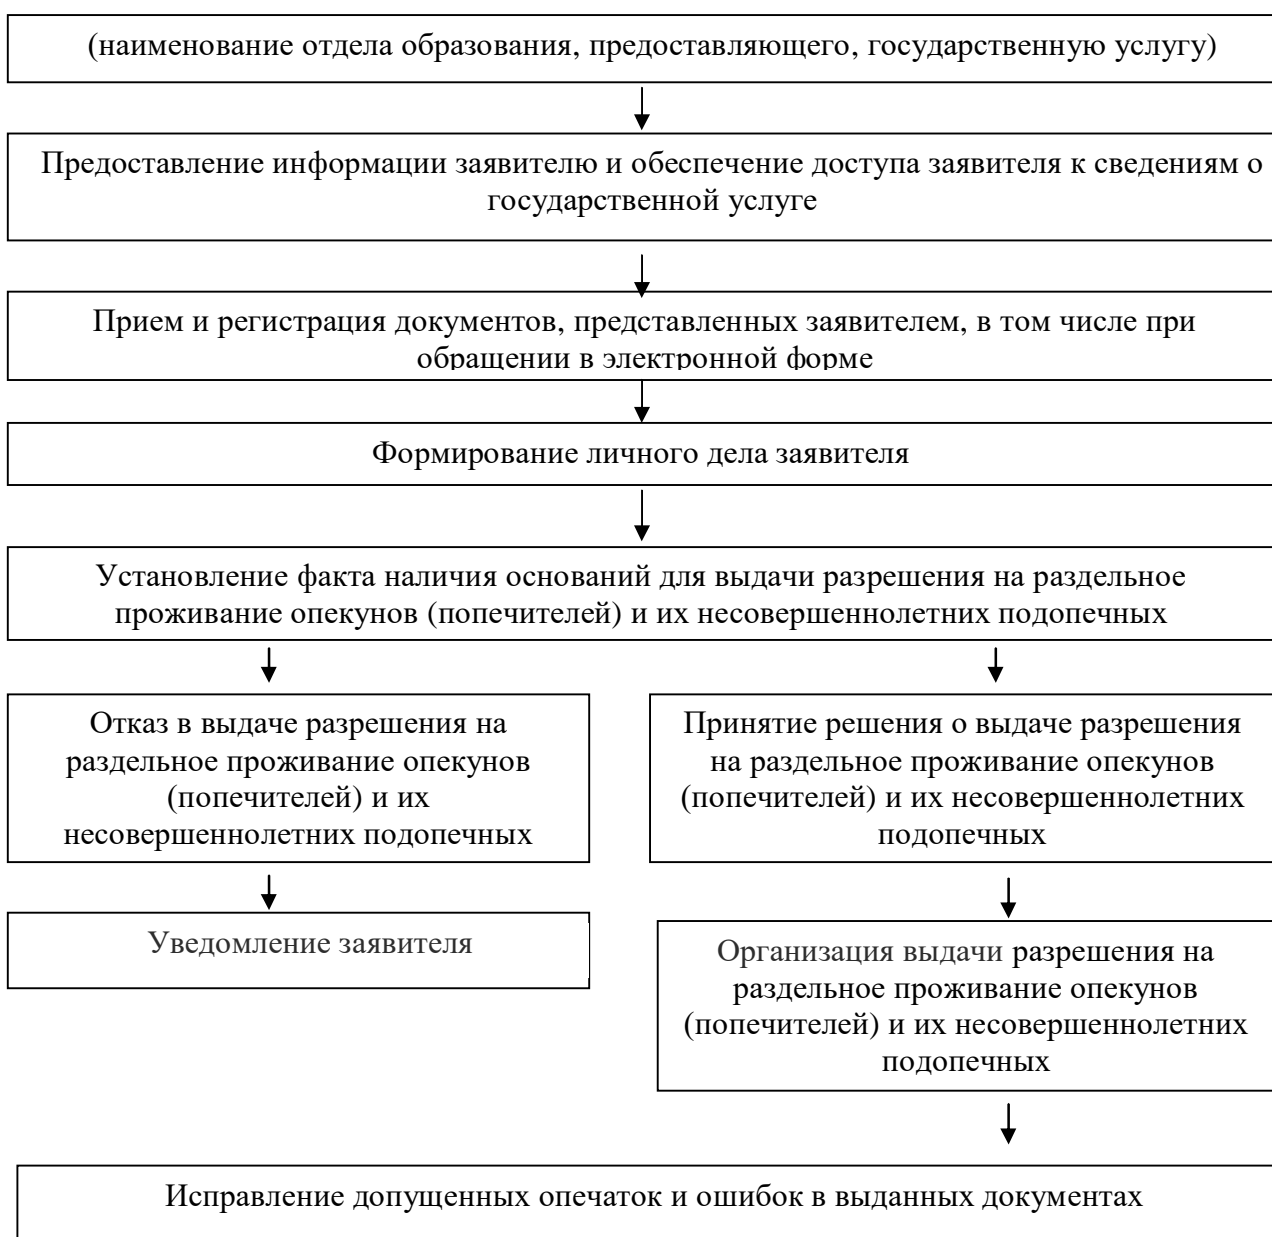 (наименование отдела образования, предоставляющего, государственную услугу)
Предоставление информации заявителю и обеспечение доступа заявителя к сведениям о
государственной услуге
Прием и регистрация документов, представленных заявителем, в том числе при
обращении в электронной форме
Формирование личного дела заявителя
Установление факта наличия оснований для выдачи разрешения на раздельное
проживание опекунов (попечителей) и их несовершеннолетних подопечных
Отказ в выдаче разрешения на
раздельное проживание опекунов
(попечителей) и их
несовершеннолетних подопечных
Принятие решения о выдаче разрешения
на раздельное проживание опекунов
(попечителей) и их несовершеннолетних
подопечных
Уведомление заявителя
Организация выдачи разрешения на
раздельное проживание опекунов
(попечителей) и их несовершеннолетних
подопечных
Исправление допущенных опечаток и ошибок в выданных документах